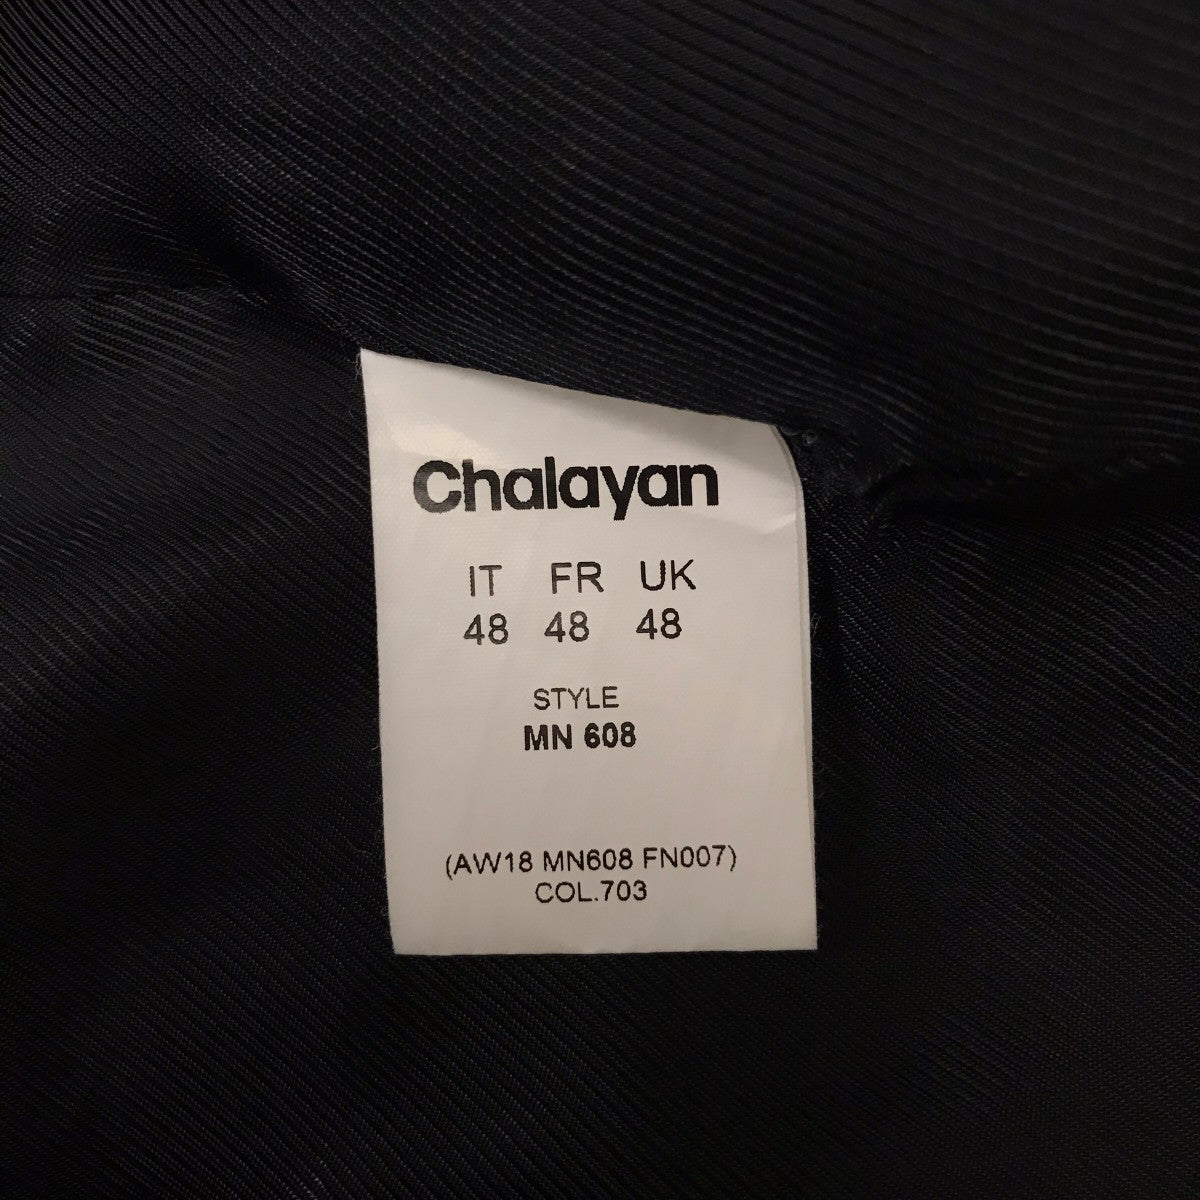 Chalayan
IT FR UK
48 48 48
STYLE
MN 608
(AW18 MN608 FN007)
COL.703